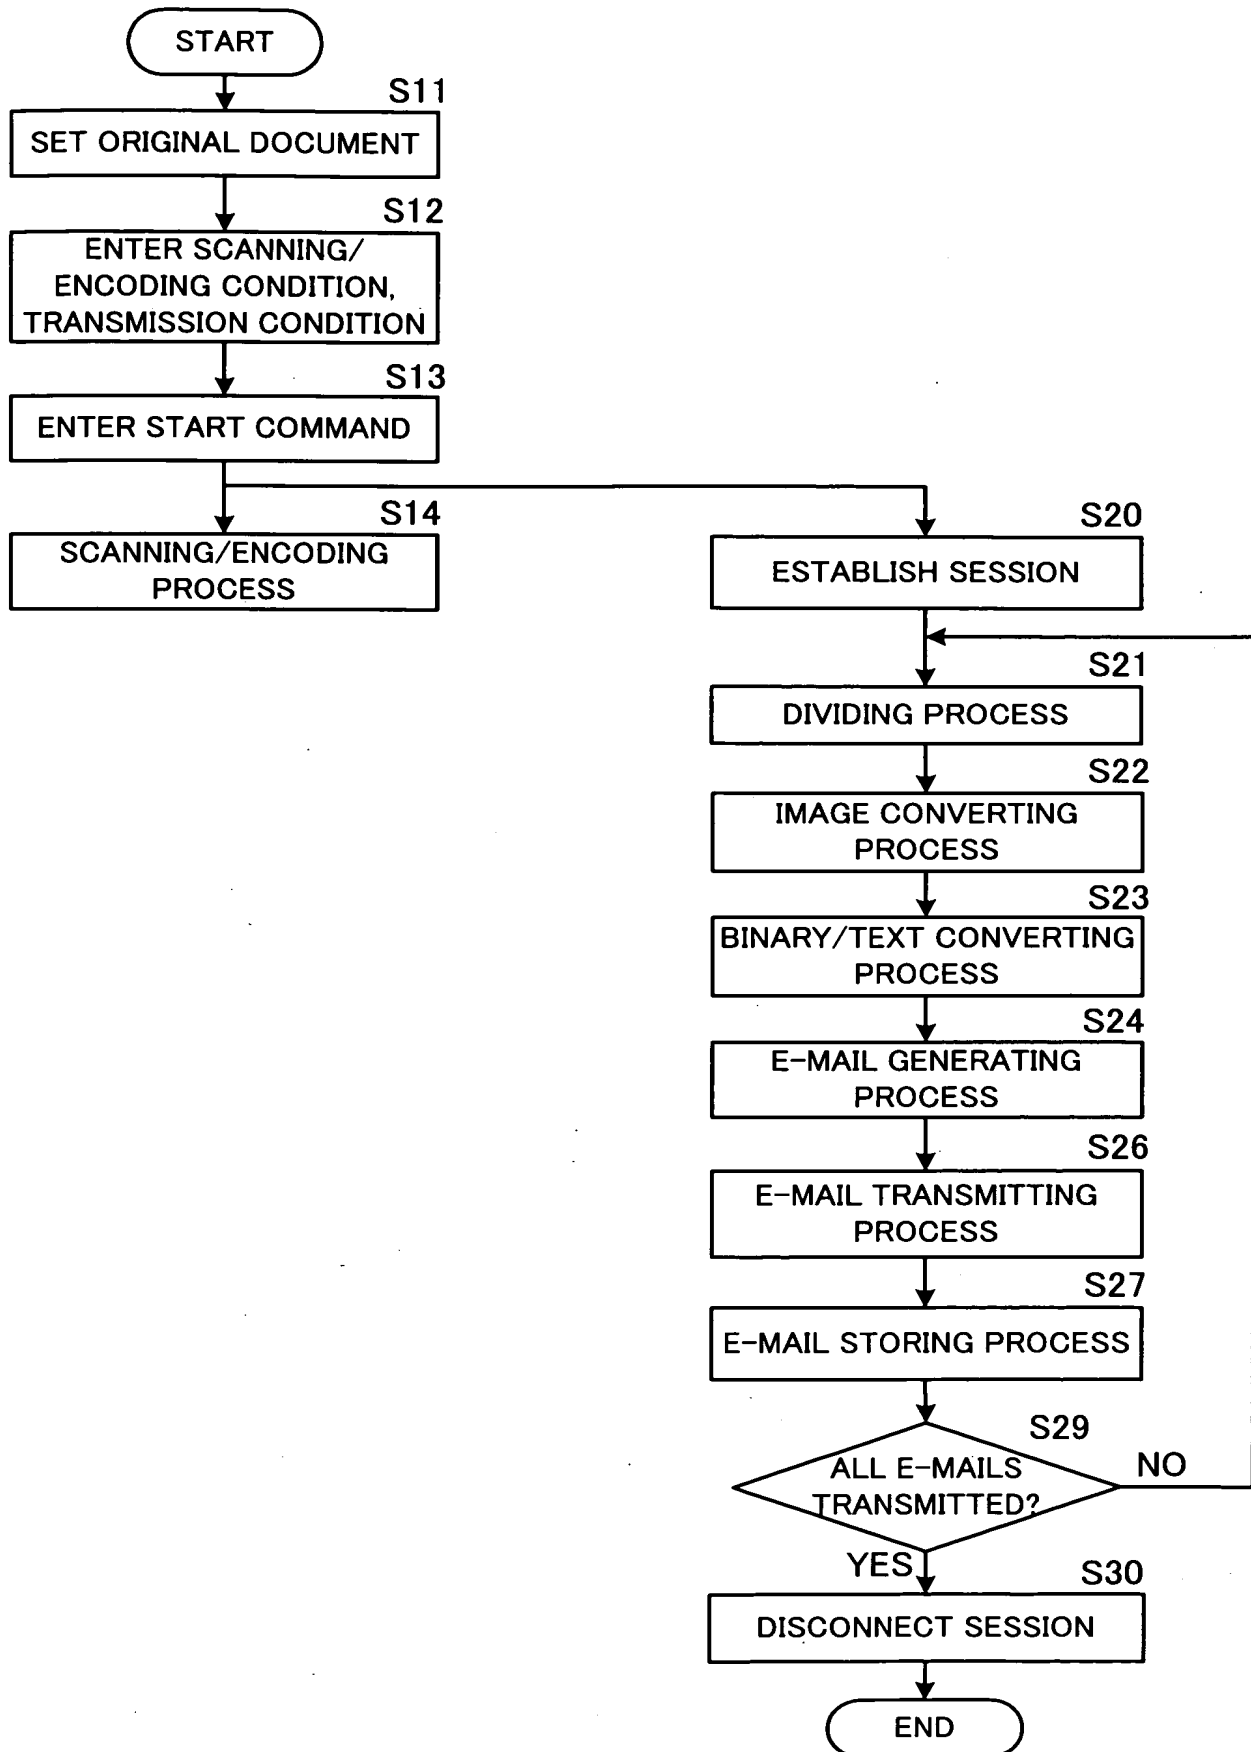 START
S11
SET ORIGINAL DOCUMENT
S12
ENTER SCANNING/
ENCODING CONDITION,
TRANSMISSION CONDITION
S13
ENTER START COMMAND
S14
SCANNING/ENCODING
PROCESS
S20
ESTABLISH SESSION
S21
DIVIDING PROCESS
S22
IMAGE CONVERTING
PROCESS
S23
BINARY/TEXT CONVERTING
PROCESS
S24
E-MAIL GENERATING
PROCESS
S26
E-MAIL TRANSMITTING
PROCESS
S27
E-MAIL STORING PROCESS
S29
ALL E-MAILS
TRANSMITTED?
NO
YES
S30
DISCONNECT SESSION
END